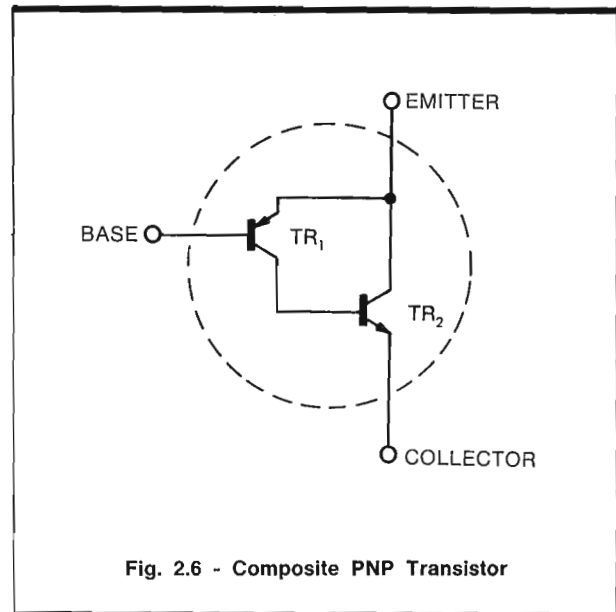 EMITTER
BASE
TR₁
TR₂
COLLECTOR
Fig. 2.6 - Composite PNP Transistor